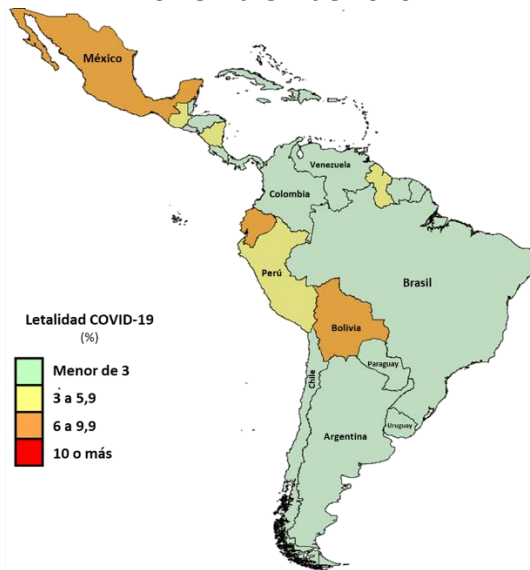 México
Venezuela
Colombia
Perú
Brasil
Bolivia
Paraguay
Chile
Uruguay
Argentina
Letalidad COVID-19
(%)
Menor de 3
3 a 5,9
6 a 9,9
10 o más